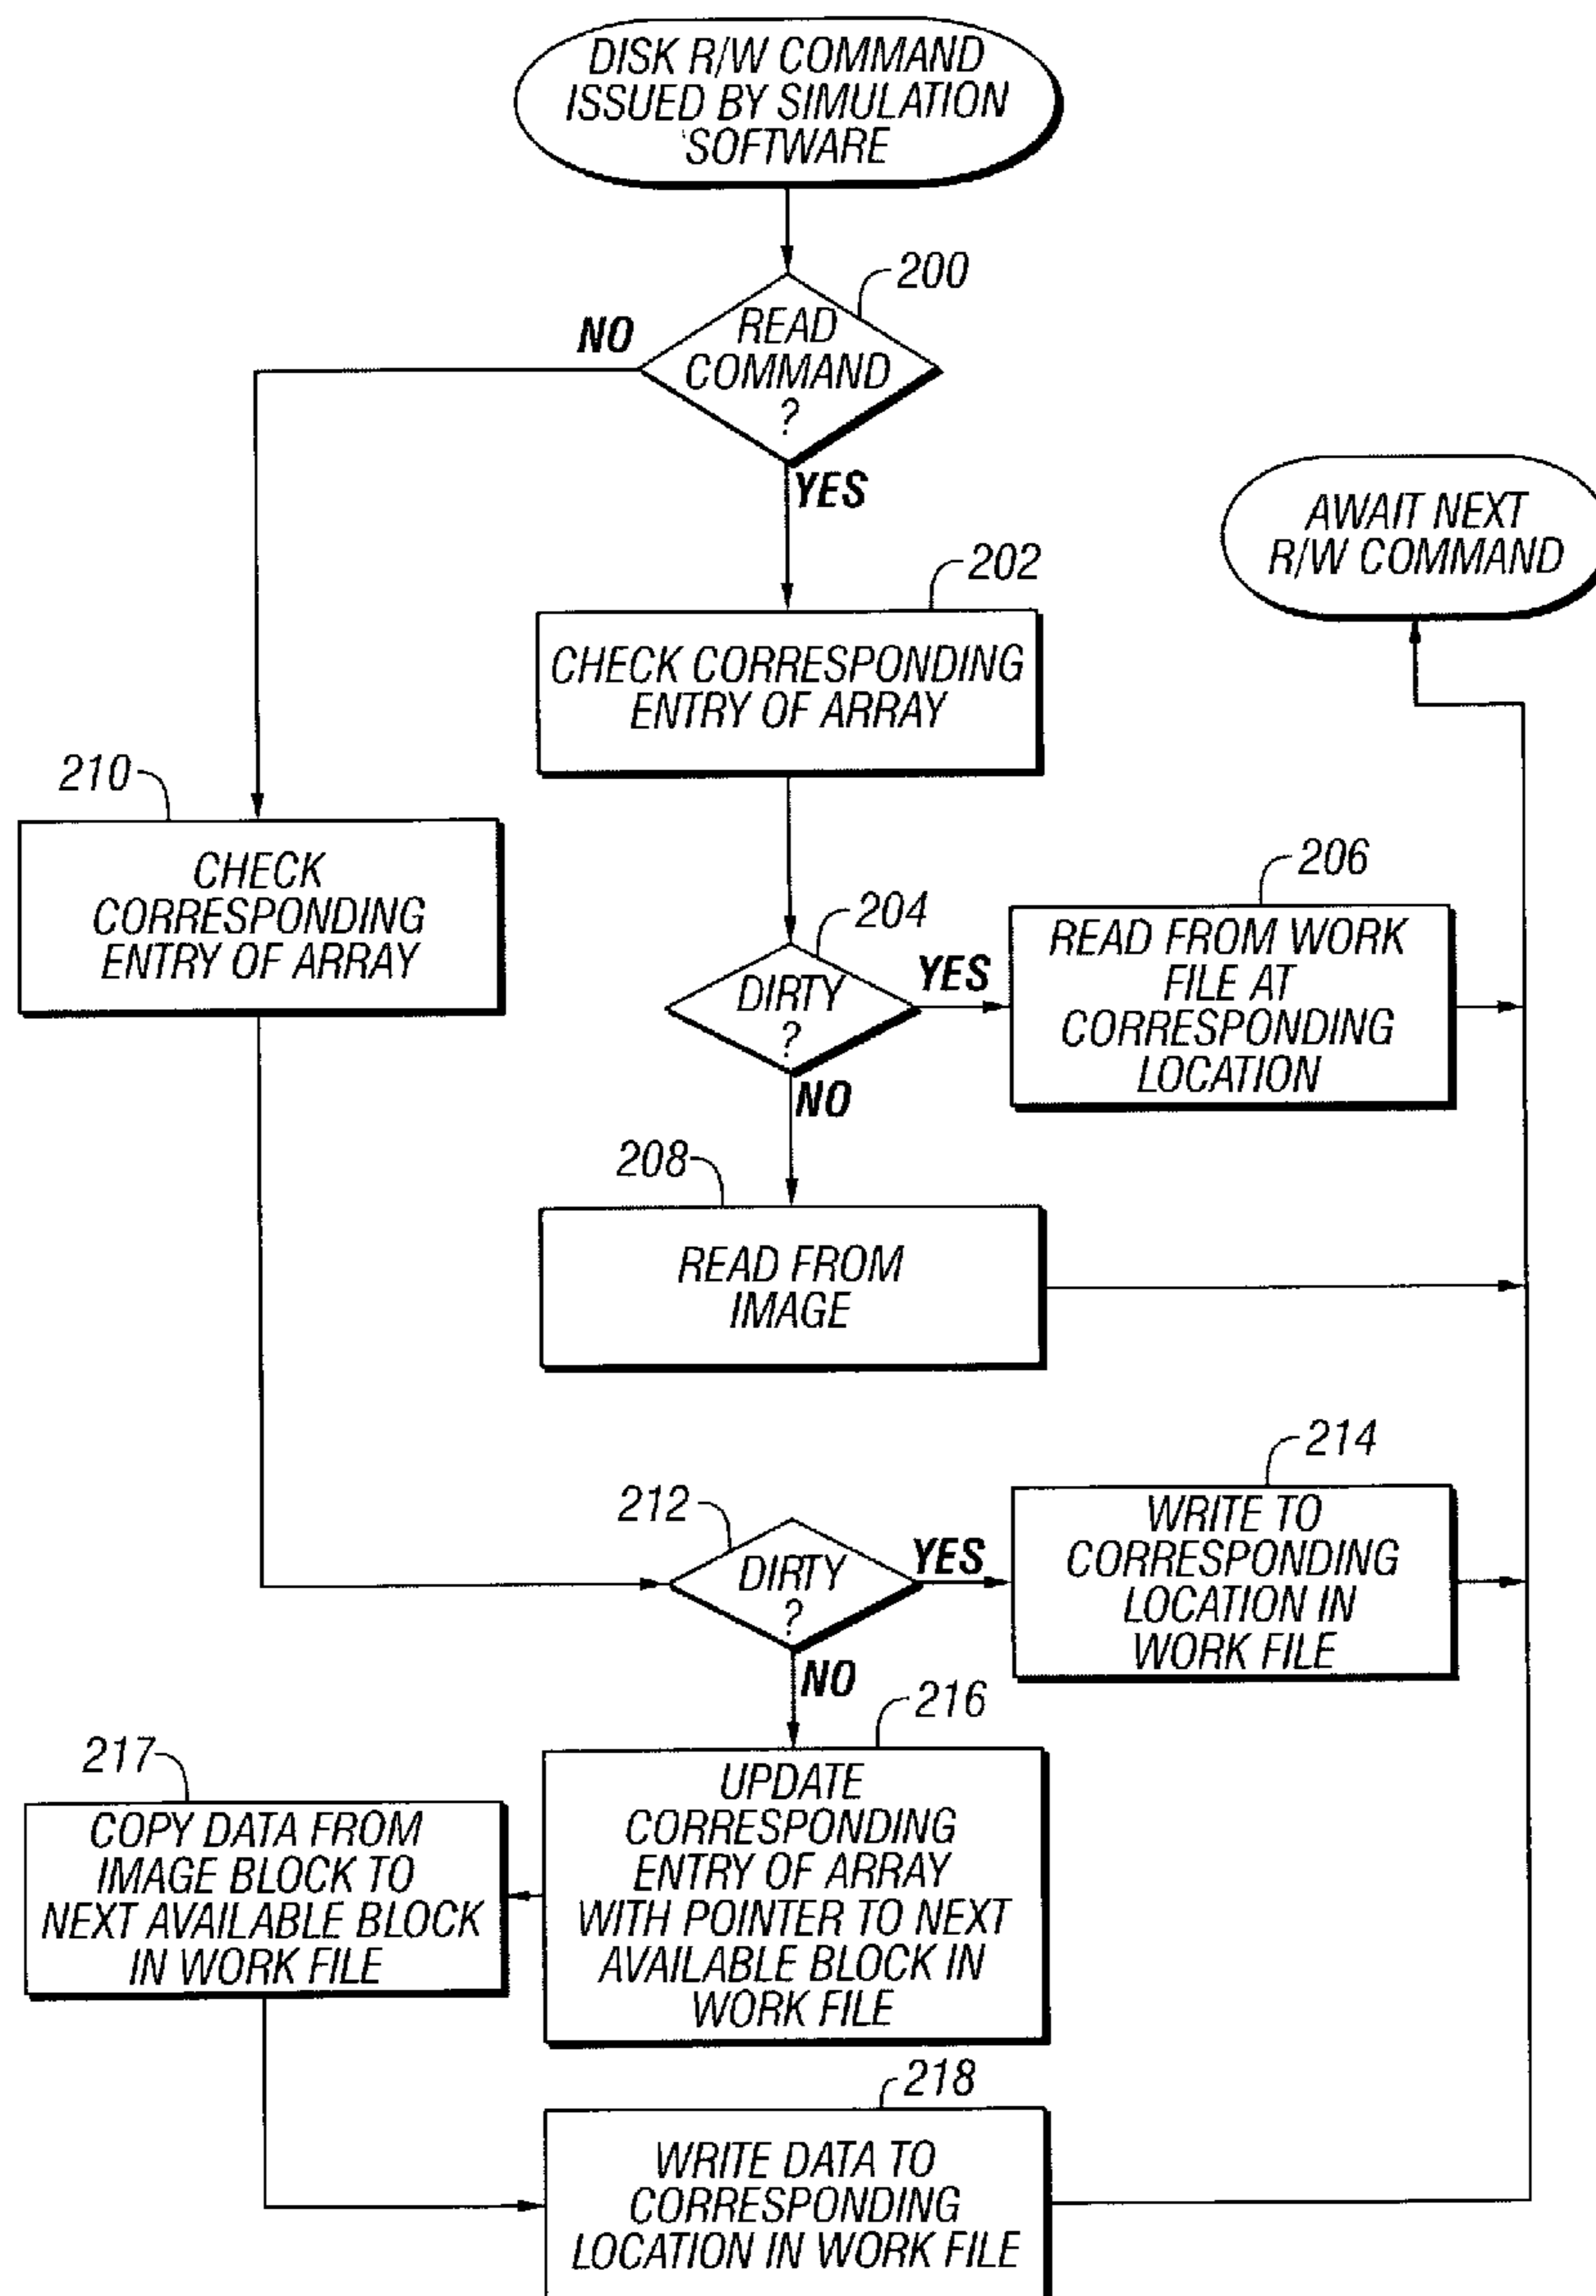 DISK R/W COMMAND
ISSUED BY SIMULATION
SOFTWARE
200
READ
COMMAND
?
NO
YES
AWAIT NEXT
R/W COMMAND
202
CHECK CORRESPONDING
ENTRY OF ARRAY
210
CHECK
CORRESPONDING
ENTRY OF ARRAY
204
DIRTY
?
YES
NO
206
READ FROM WORK
FILE AT
CORRESPONDING
LOCATION
208
READ FROM
IMAGE
212
DIRTY
?
YES
NO
214
WRITE TO
CORRESPONDING
LOCATION IN
WORK FILE
216
UPDATE
CORRESPONDING
ENTRY OF ARRAY
WITH POINTER TO NEXT
AVAILABLE BLOCK IN
WORK FILE
217
COPY DATA FROM
IMAGE BLOCK TO
NEXT AVAILABLE BLOCK
IN WORK FILE
218
WRITE DATA TO
CORRESPONDING
LOCATION IN WORK FILE